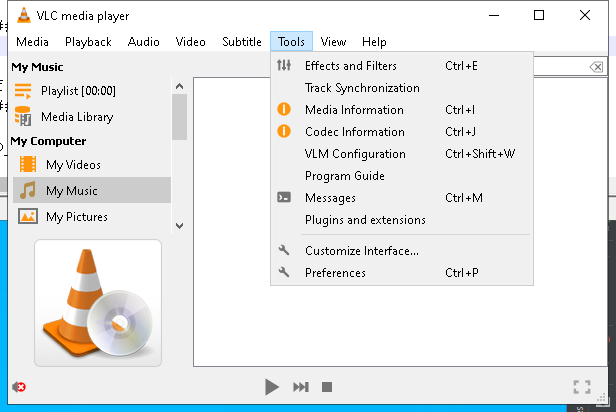 VLC media player
Media Playback Audio Video Subtitle Tools View Help
My Music
Playlist [00:00]
Media Library
My Computer
My Videos
My Music
My Pictures
Effects and Filters Ctrl+E
Track Synchronization
Media Information Ctrl+I
Codec Information Ctrl+J
VLM Configuration Ctrl+Shift+W
Program Guide
Messages Ctrl+M
Plugins and extensions
Customize Interface...
Preferences Ctrl+P